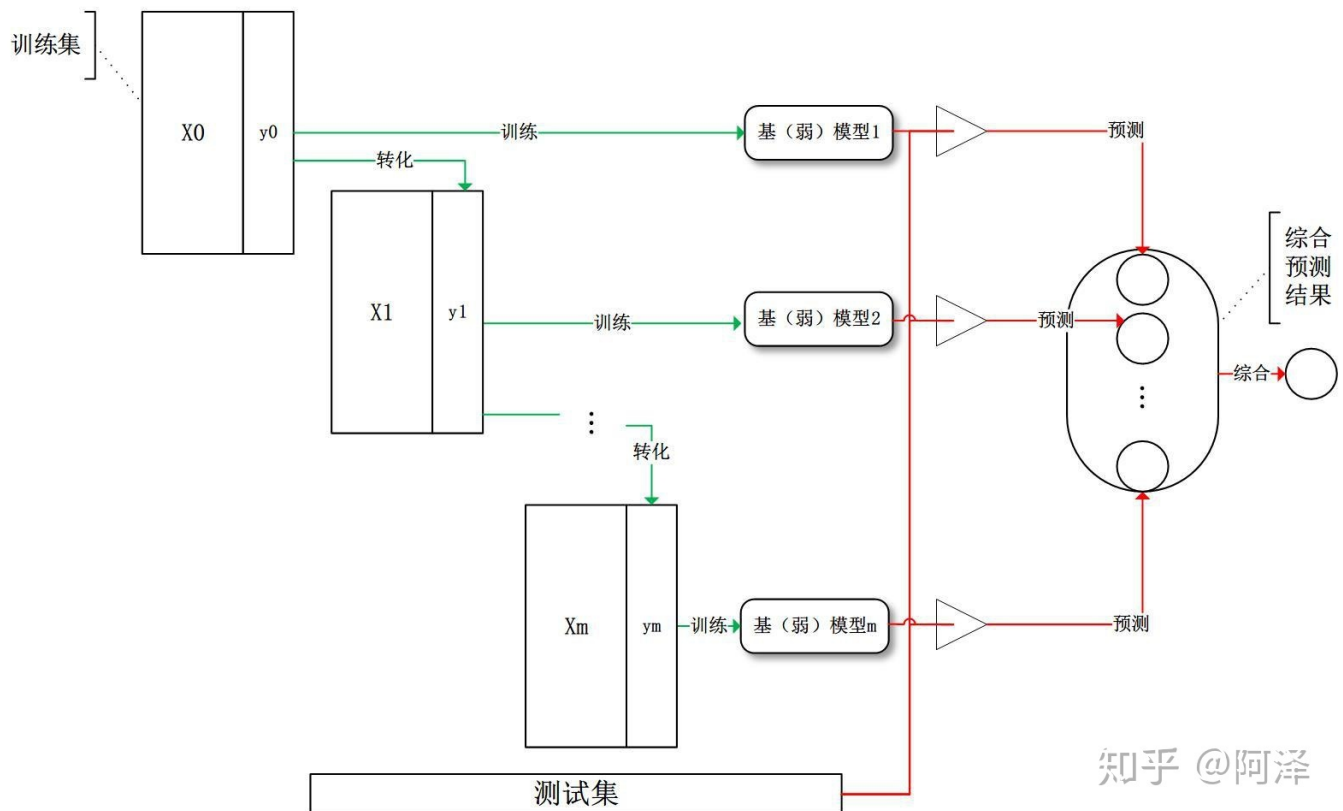 训练集
X0
y0
训练
基（弱）模型1
预测
转化
X1
y1
训练
基（弱）模型2
预测
综合
预测
结果
综合
⋮
⋮
转化
Xm
ym
训练
基（弱）模型m
预测
测试集
知乎 @阿泽